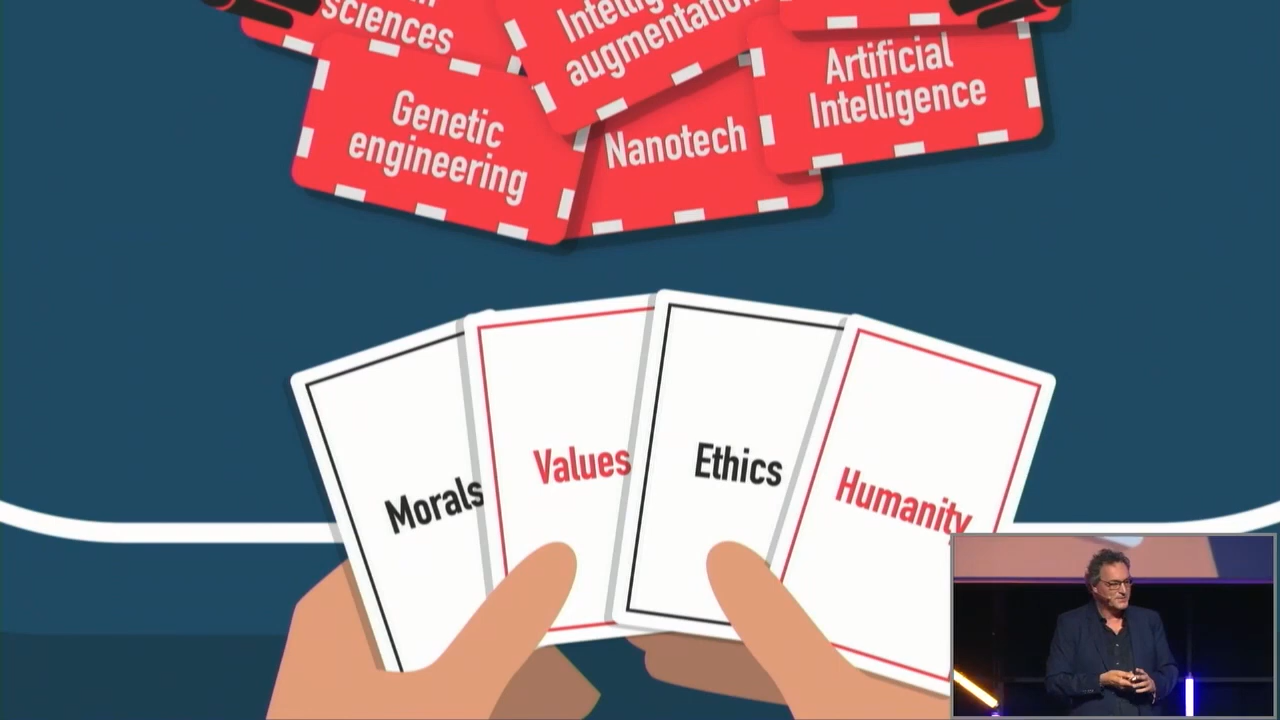 sciences
augmentation
Genetic
engineering
Nanotech
Artificial
Intelligence
Morals
Values
Ethics
Humanity